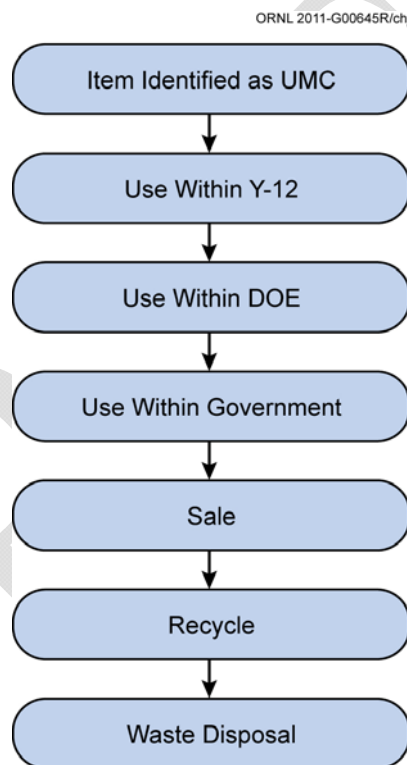 ORNL 2011-G00645R/ch
Item Identified as UMC
Use Within Y-12
Use Within DOE
Use Within Government
Sale
Recycle
Waste Disposal